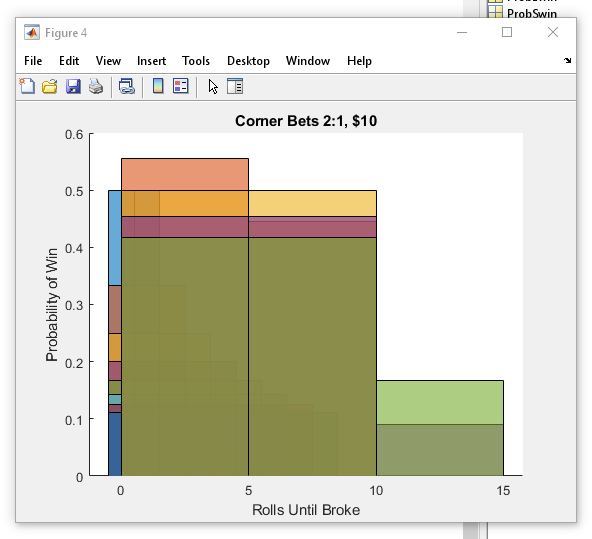 ProbSwin
Figure 4
File Edit View Insert Tools Desktop Window Help
Corner Bets 2:1, $10
0.6
0.5
0.4
0.3
0.2
0.1
0
Probability of Win
0 5 10 15
Rolls Until Broke